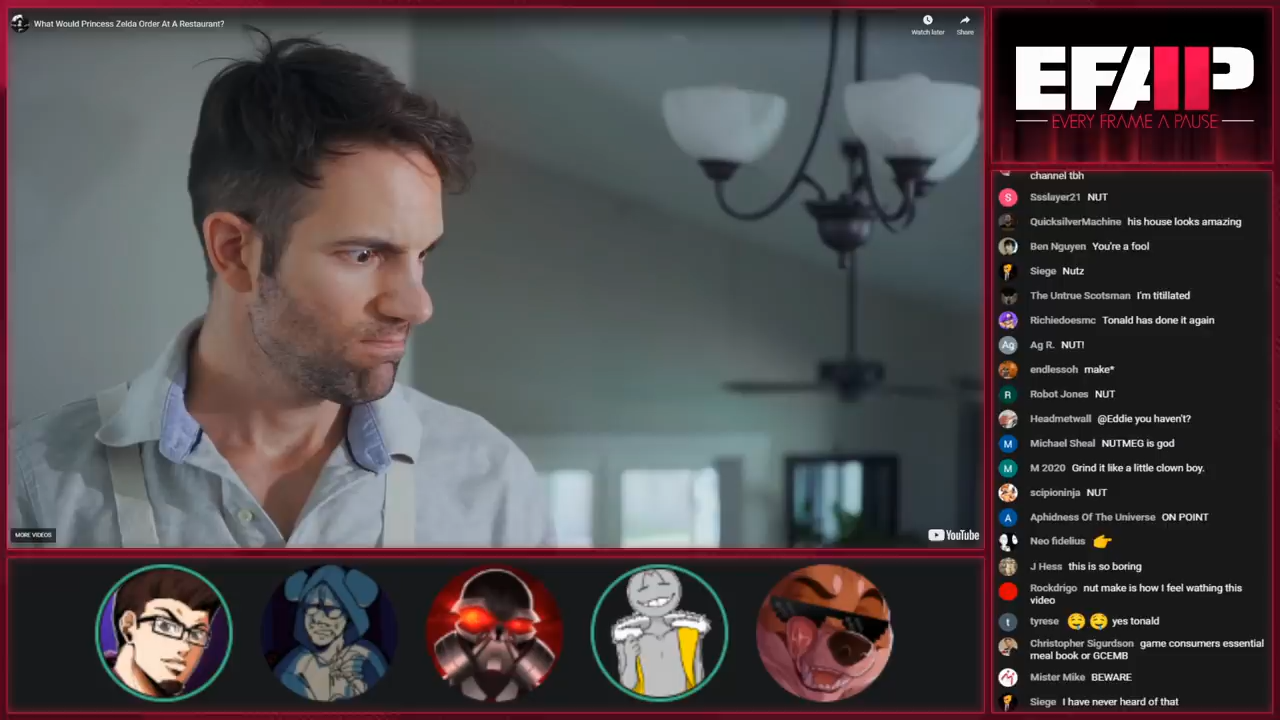 What Would Princess Zelda Order At A Restaurant?
Watch later
Share
MORE VIDEOS
YouTube
EFAP
EVERY FRAME A PAUSE
channel tbh
S
Ssslayer21 NUT
QuicksilverMachine his house looks amazing
Ben Nguyen You're a fool
Siege Nutz
The Untrue Scotsman I'm titillated
Richiedoesmc Tonald has done it again
Ag
Ag R. NUT!
endlessoh make*
R
Robot Jones NUT
Headmetwall @Eddie you haven't?
M
Michael Sheal NUTMEG is god
M
M 2020 Grind it like a little clown boy.
scipioninja NUT
A
Aphidness Of The Universe ON POINT
Neo fidelius 👉
J Hess this is so boring
Rockdrigo nut make is how I feel wathing this
video
t
tyrese 🤤 🤤 yes tonald
Christopher Sigurdson game consumers essential
meal book or GCEMB
Mister Mike BEWARE
Siege I have never heard of that